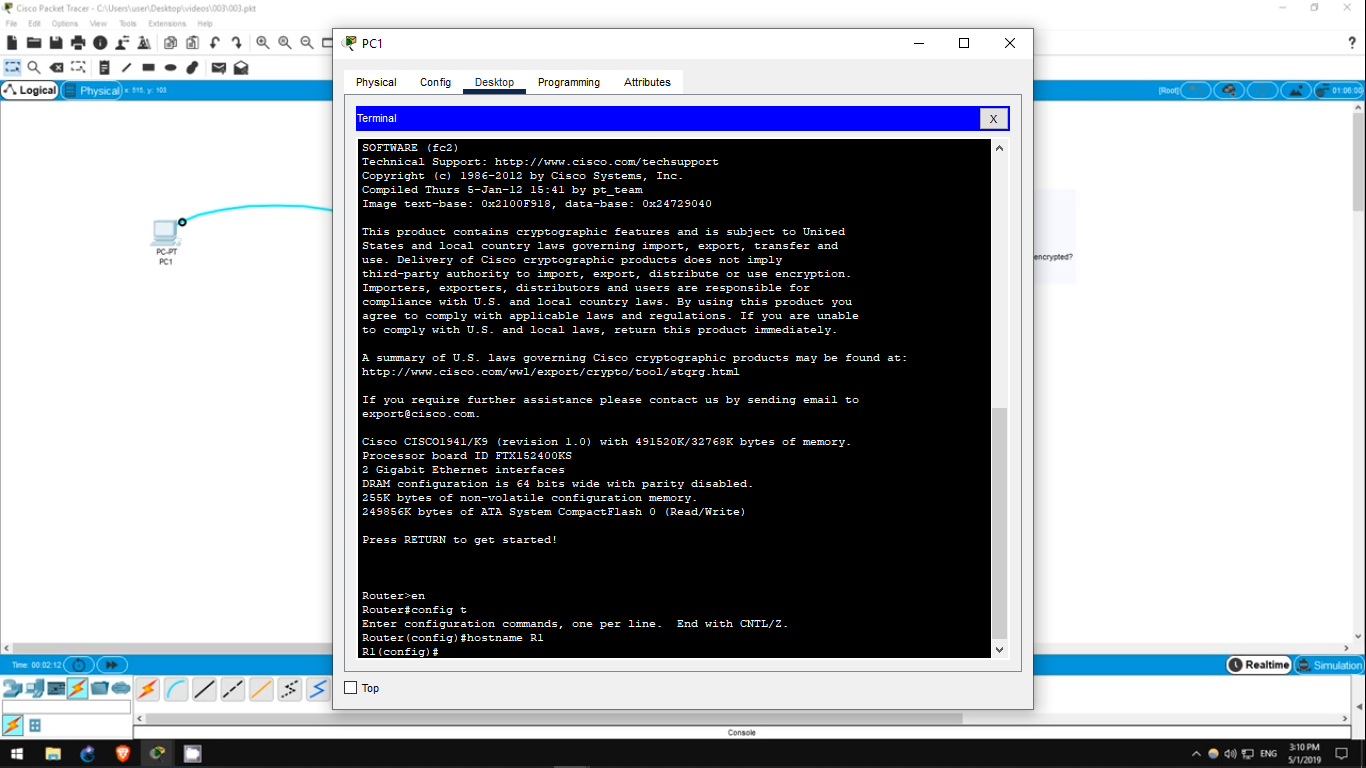 Cisco Packet Tracer - C:\Users\user\Desktop\videos\003\003.pkt
File Edit Options View Tools Extensions Help
Logical Physical x: 515, y: 103 [Root] 01:06:00
PC1
Physical Config Desktop Programming Attributes
Terminal X
SOFTWARE (fc2)
Technical Support: http://www.cisco.com/techsupport
Copyright (c) 1986-2012 by Cisco Systems, Inc.
Compiled Thurs 5-Jan-12 15:41 by pt_team
Image text-base: 0x2100F918, data-base: 0x24729040
This product contains cryptographic features and is subject to United
States and local country laws governing import, export, transfer and
use. Delivery of Cisco cryptographic products does not imply
third-party authority to import, export, distribute or use encryption.
Importers, exporters, distributors and users are responsible for
compliance with U.S. and local country laws. By using this product you
agree to comply with applicable laws and regulations. If you are unable
to comply with U.S. and local laws, return this product immediately.
A summary of U.S. laws governing Cisco cryptographic products may be found at:
http://www.cisco.com/wwl/export/crypto/tool/stqrg.html
If you require further assistance please contact us by sending email to
export@cisco.com.
Cisco CISCO1941/K9 (revision 1.0) with 491520K/32768K bytes of memory.
Processor board ID FTX152400KS
2 Gigabit Ethernet interfaces
DRAM configuration is 64 bits wide with parity disabled.
255K bytes of non-volatile configuration memory.
249856K bytes of ATA System CompactFlash 0 (Read/Write)
Press RETURN to get started!
Router>en
Router#config t
Enter configuration commands, one per line.  End with CNTL/Z.
Router(config)#hostname R1
R1(config)#
Top
PC-PT
PC1
encrypted?
Time: 00:02:12 Realtime Simulation
Console
ENG 3:10 PM
5/1/2019